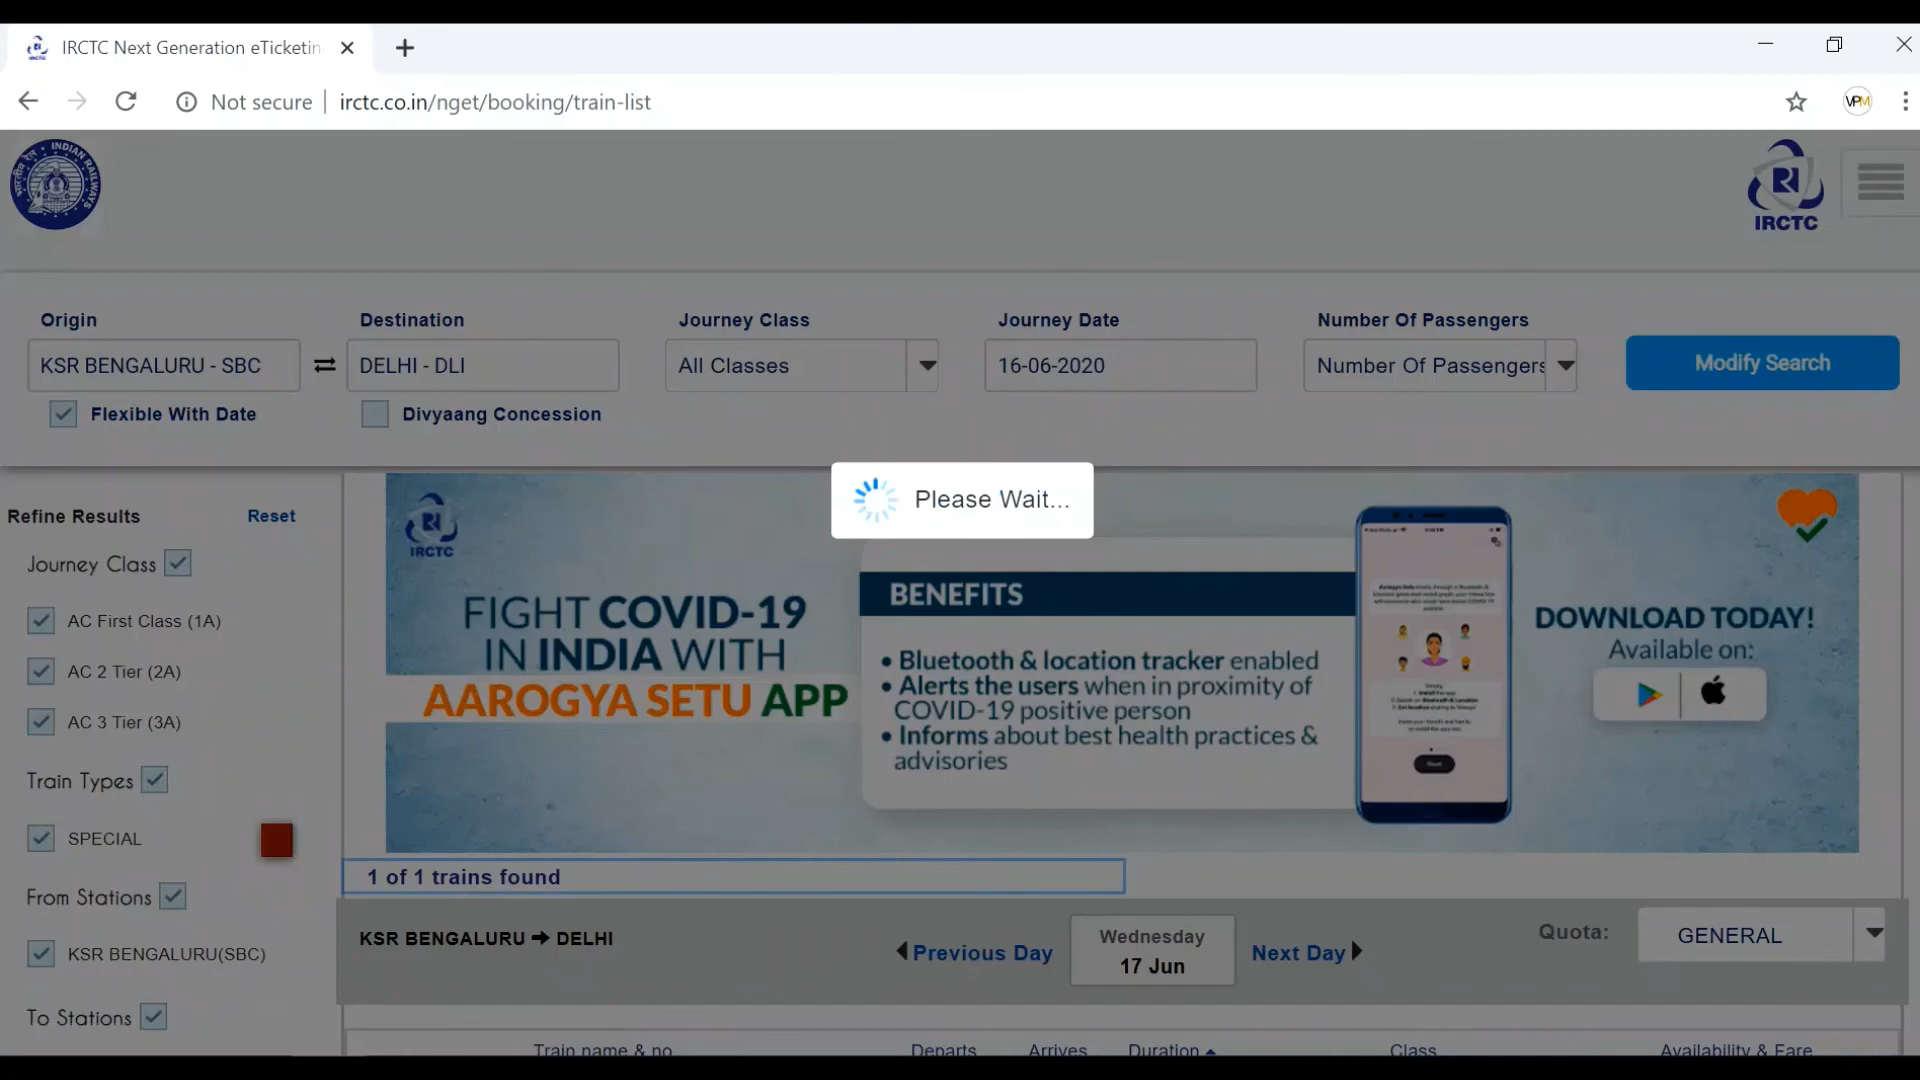 IRCTC Next Generation eTicketin
Not secure
irctc.co.in/nget/booking/train-list
VPM
INDIAN RAILWAYS
भारतीय रेल
IRCTC
Origin
Destination
Journey Class
Journey Date
Number Of Passengers
KSR BENGALURU - SBC
DELHI - DLI
All Classes
16-06-2020
Number Of Passengers
Modify Search
Flexible With Date
Divyaang Concession
Please Wait...
Refine Results
Reset
Journey Class
AC First Class (1A)
AC 2 Tier (2A)
AC 3 Tier (3A)
Train Types
SPECIAL
From Stations
KSR BENGALURU(SBC)
To Stations
IRCTC
FIGHT COVID-19
IN INDIA WITH
AAROGYA SETU APP
BENEFITS
• Bluetooth & location tracker enabled
• Alerts the users when in proximity of
COVID-19 positive person
• Informs about best health practices &
advisories
DOWNLOAD TODAY!
Available on:
1 of 1 trains found
KSR BENGALURU ➔ DELHI
Previous Day
Wednesday
17 Jun
Next Day
Quota:
GENERAL
Train name & no
Departs
Arrives
Duration
Class
Availability & Fare